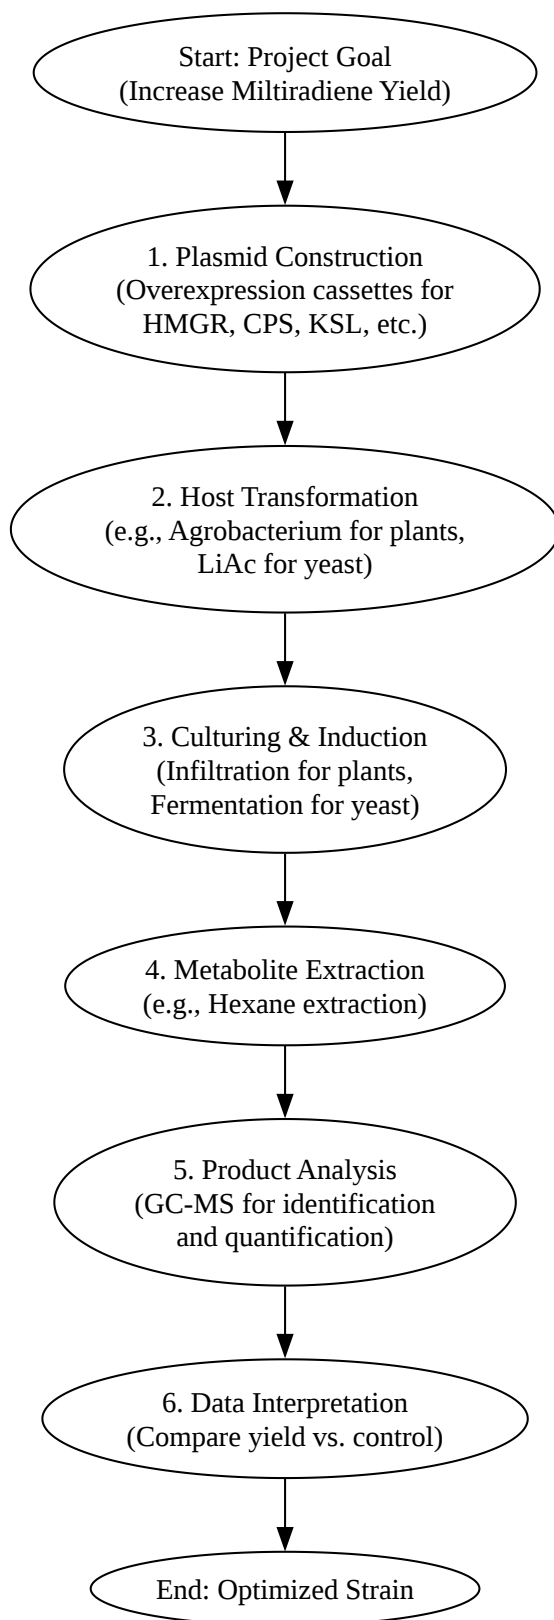 Start: Project Goal
(Increase Miltiradiene Yield)
1. Plasmid Construction
(Overexpression cassettes for
HMGR, CPS, KSL, etc.)
2. Host Transformation
(e.g., Agrobacterium for plants,
LiAc for yeast)
3. Culturing & Induction
(Infiltration for plants,
Fermentation for yeast)
4. Metabolite Extraction
(e.g., Hexane extraction)
5. Product Analysis
(GC-MS for identification
and quantification)
6. Data Interpretation
(Compare yield vs. control)
End: Optimized Strain